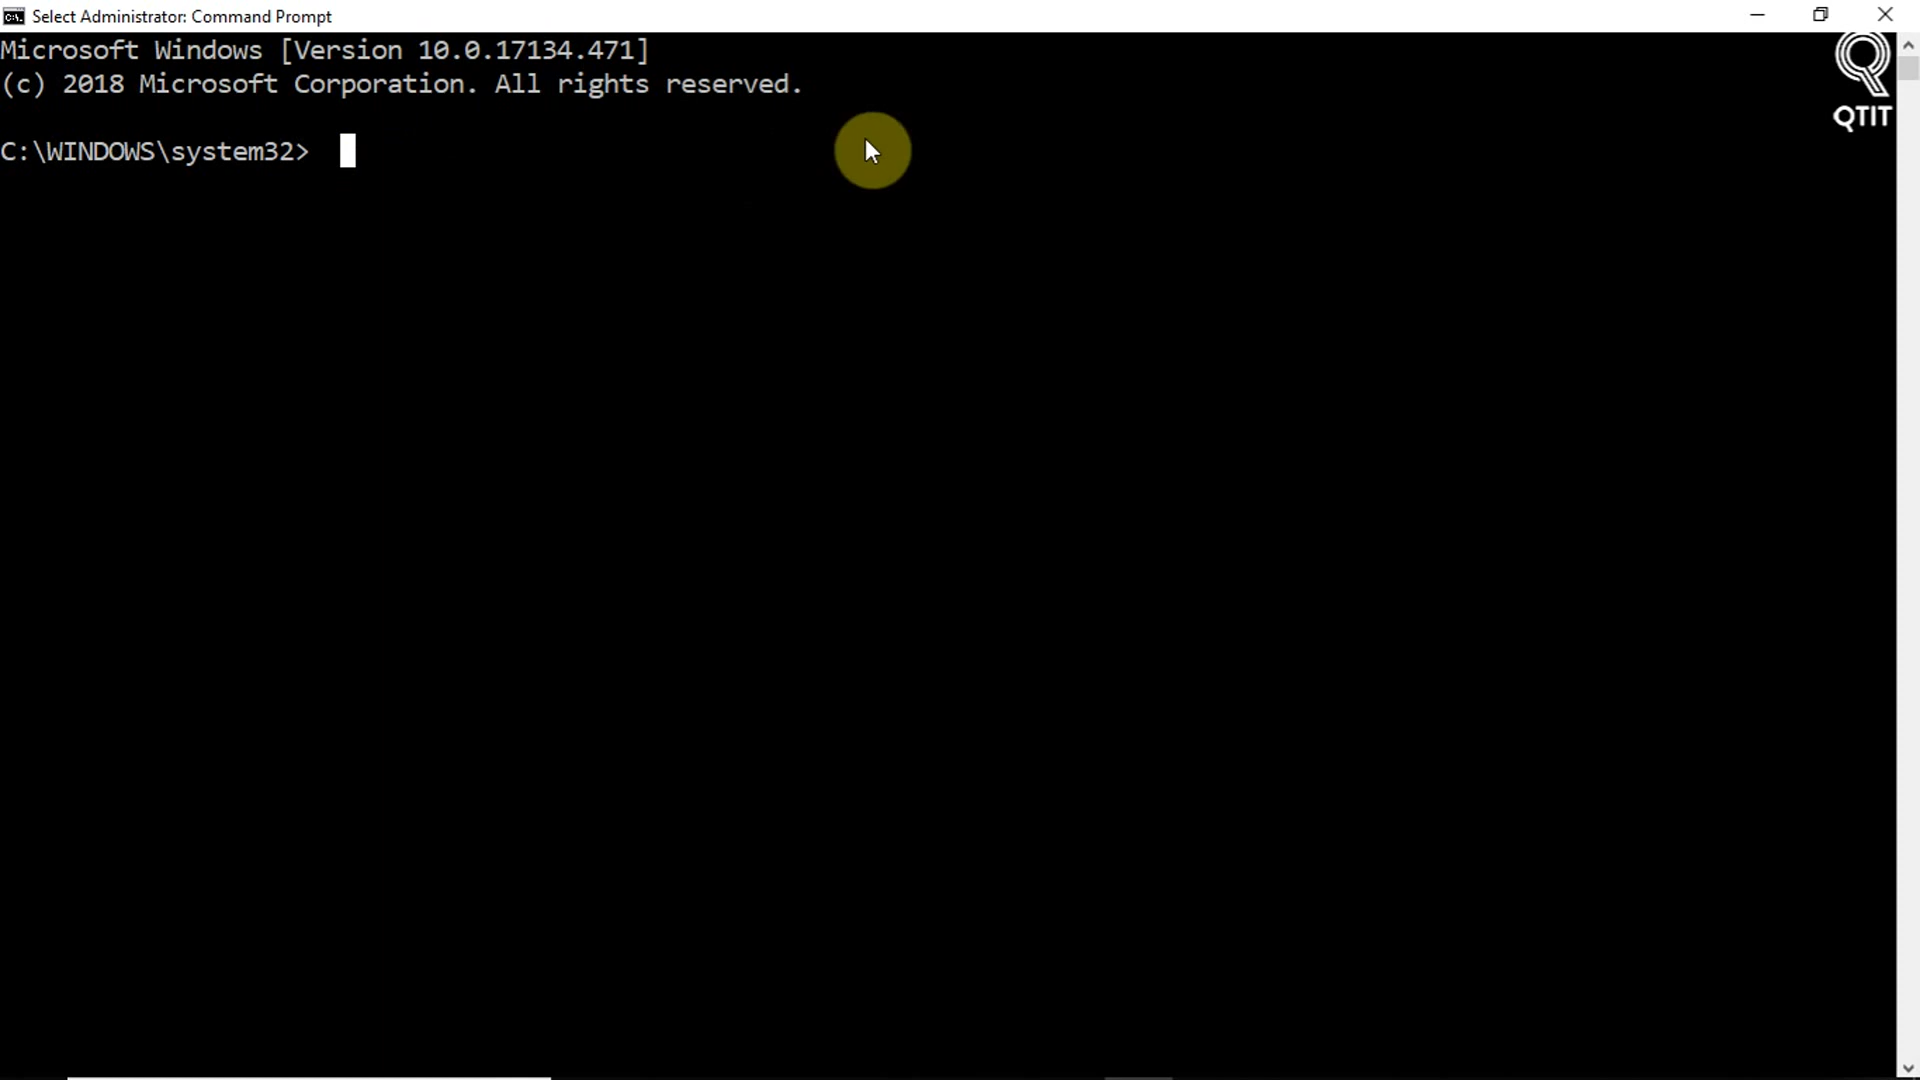 Select Administrator: Command Prompt
Microsoft Windows [Version 10.0.17134.471]
(c) 2018 Microsoft Corporation. All rights reserved.
QTIT
C:\WINDOWS\system32>